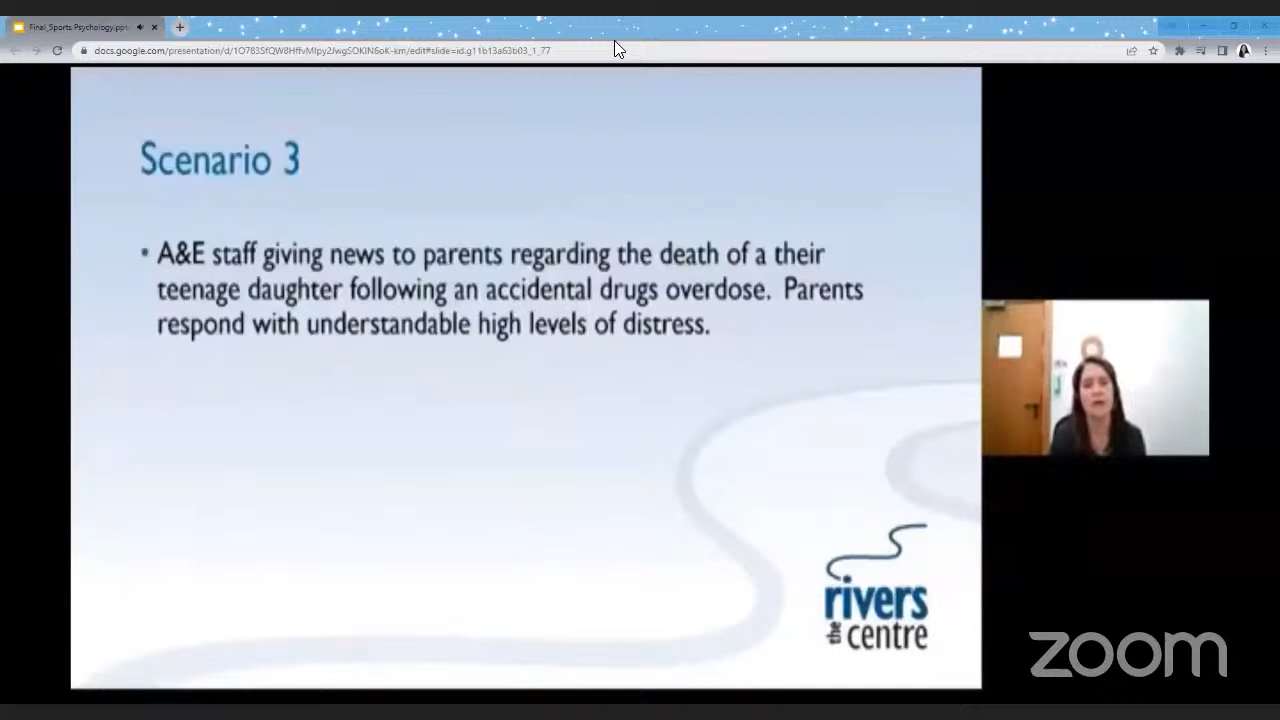 Final_Sports Psychology.ppt
docs.google.com/presentation/d/1O783SfQW8HffvMIpy2JwgSOKIN6oK-km/edit#slide=id.g11b13a63b03_1_77
Scenario 3
• A&E staff giving news to parents regarding the death of a their
teenage daughter following an accidental drugs overdose. Parents
respond with understandable high levels of distress.
rivers
the centre
zoom